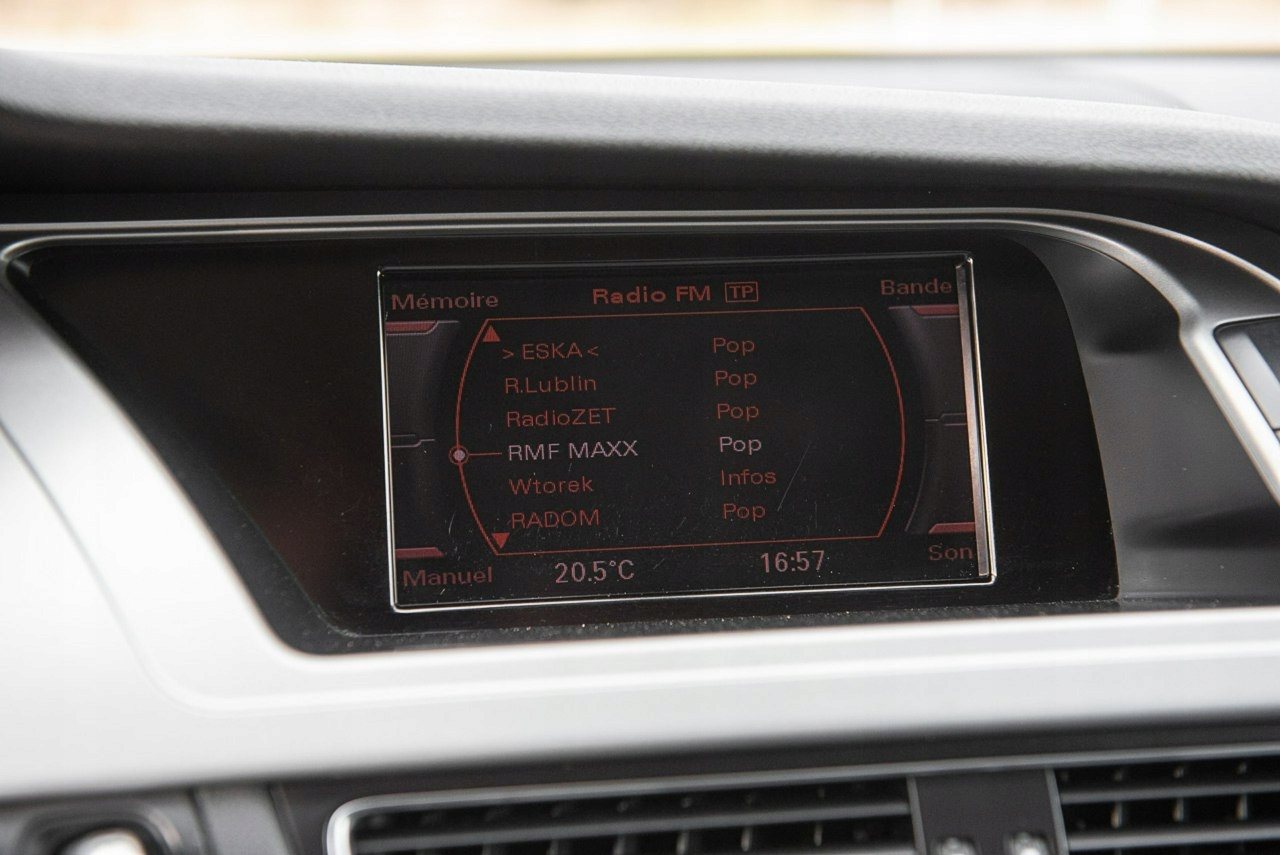 Mémoire Radio FM TP Bande
> ESKA < Pop
R.Lublin Pop
RadioZET Pop
RMF MAXX Pop
Wtorek Infos
RADOM Pop
Manuel 20.5°C 16:57 Son